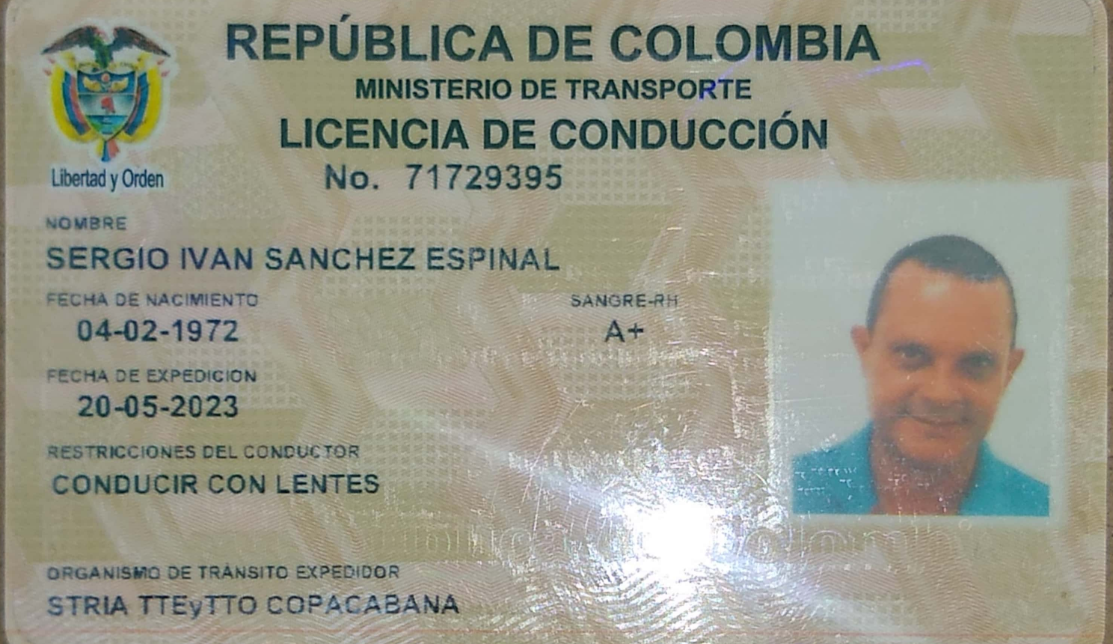 REPÚBLICA DE COLOMBIA
MINISTERIO DE TRANSPORTE
LICENCIA DE CONDUCCIÓN
Libertad y Orden
No. 71729395
NOMBRE
SERGIO IVAN SANCHEZ ESPINAL
FECHA DE NACIMIENTO
04-02-1972
SANGRE-RH
A+
FECHA DE EXPEDICION
20-05-2023
RESTRICCIONES DEL CONDUCTOR
CONDUCIR CON LENTES
ORGANISMO DE TRÁNSITO EXPEDIDOR
STRIA TTEyTTO COPACABANA